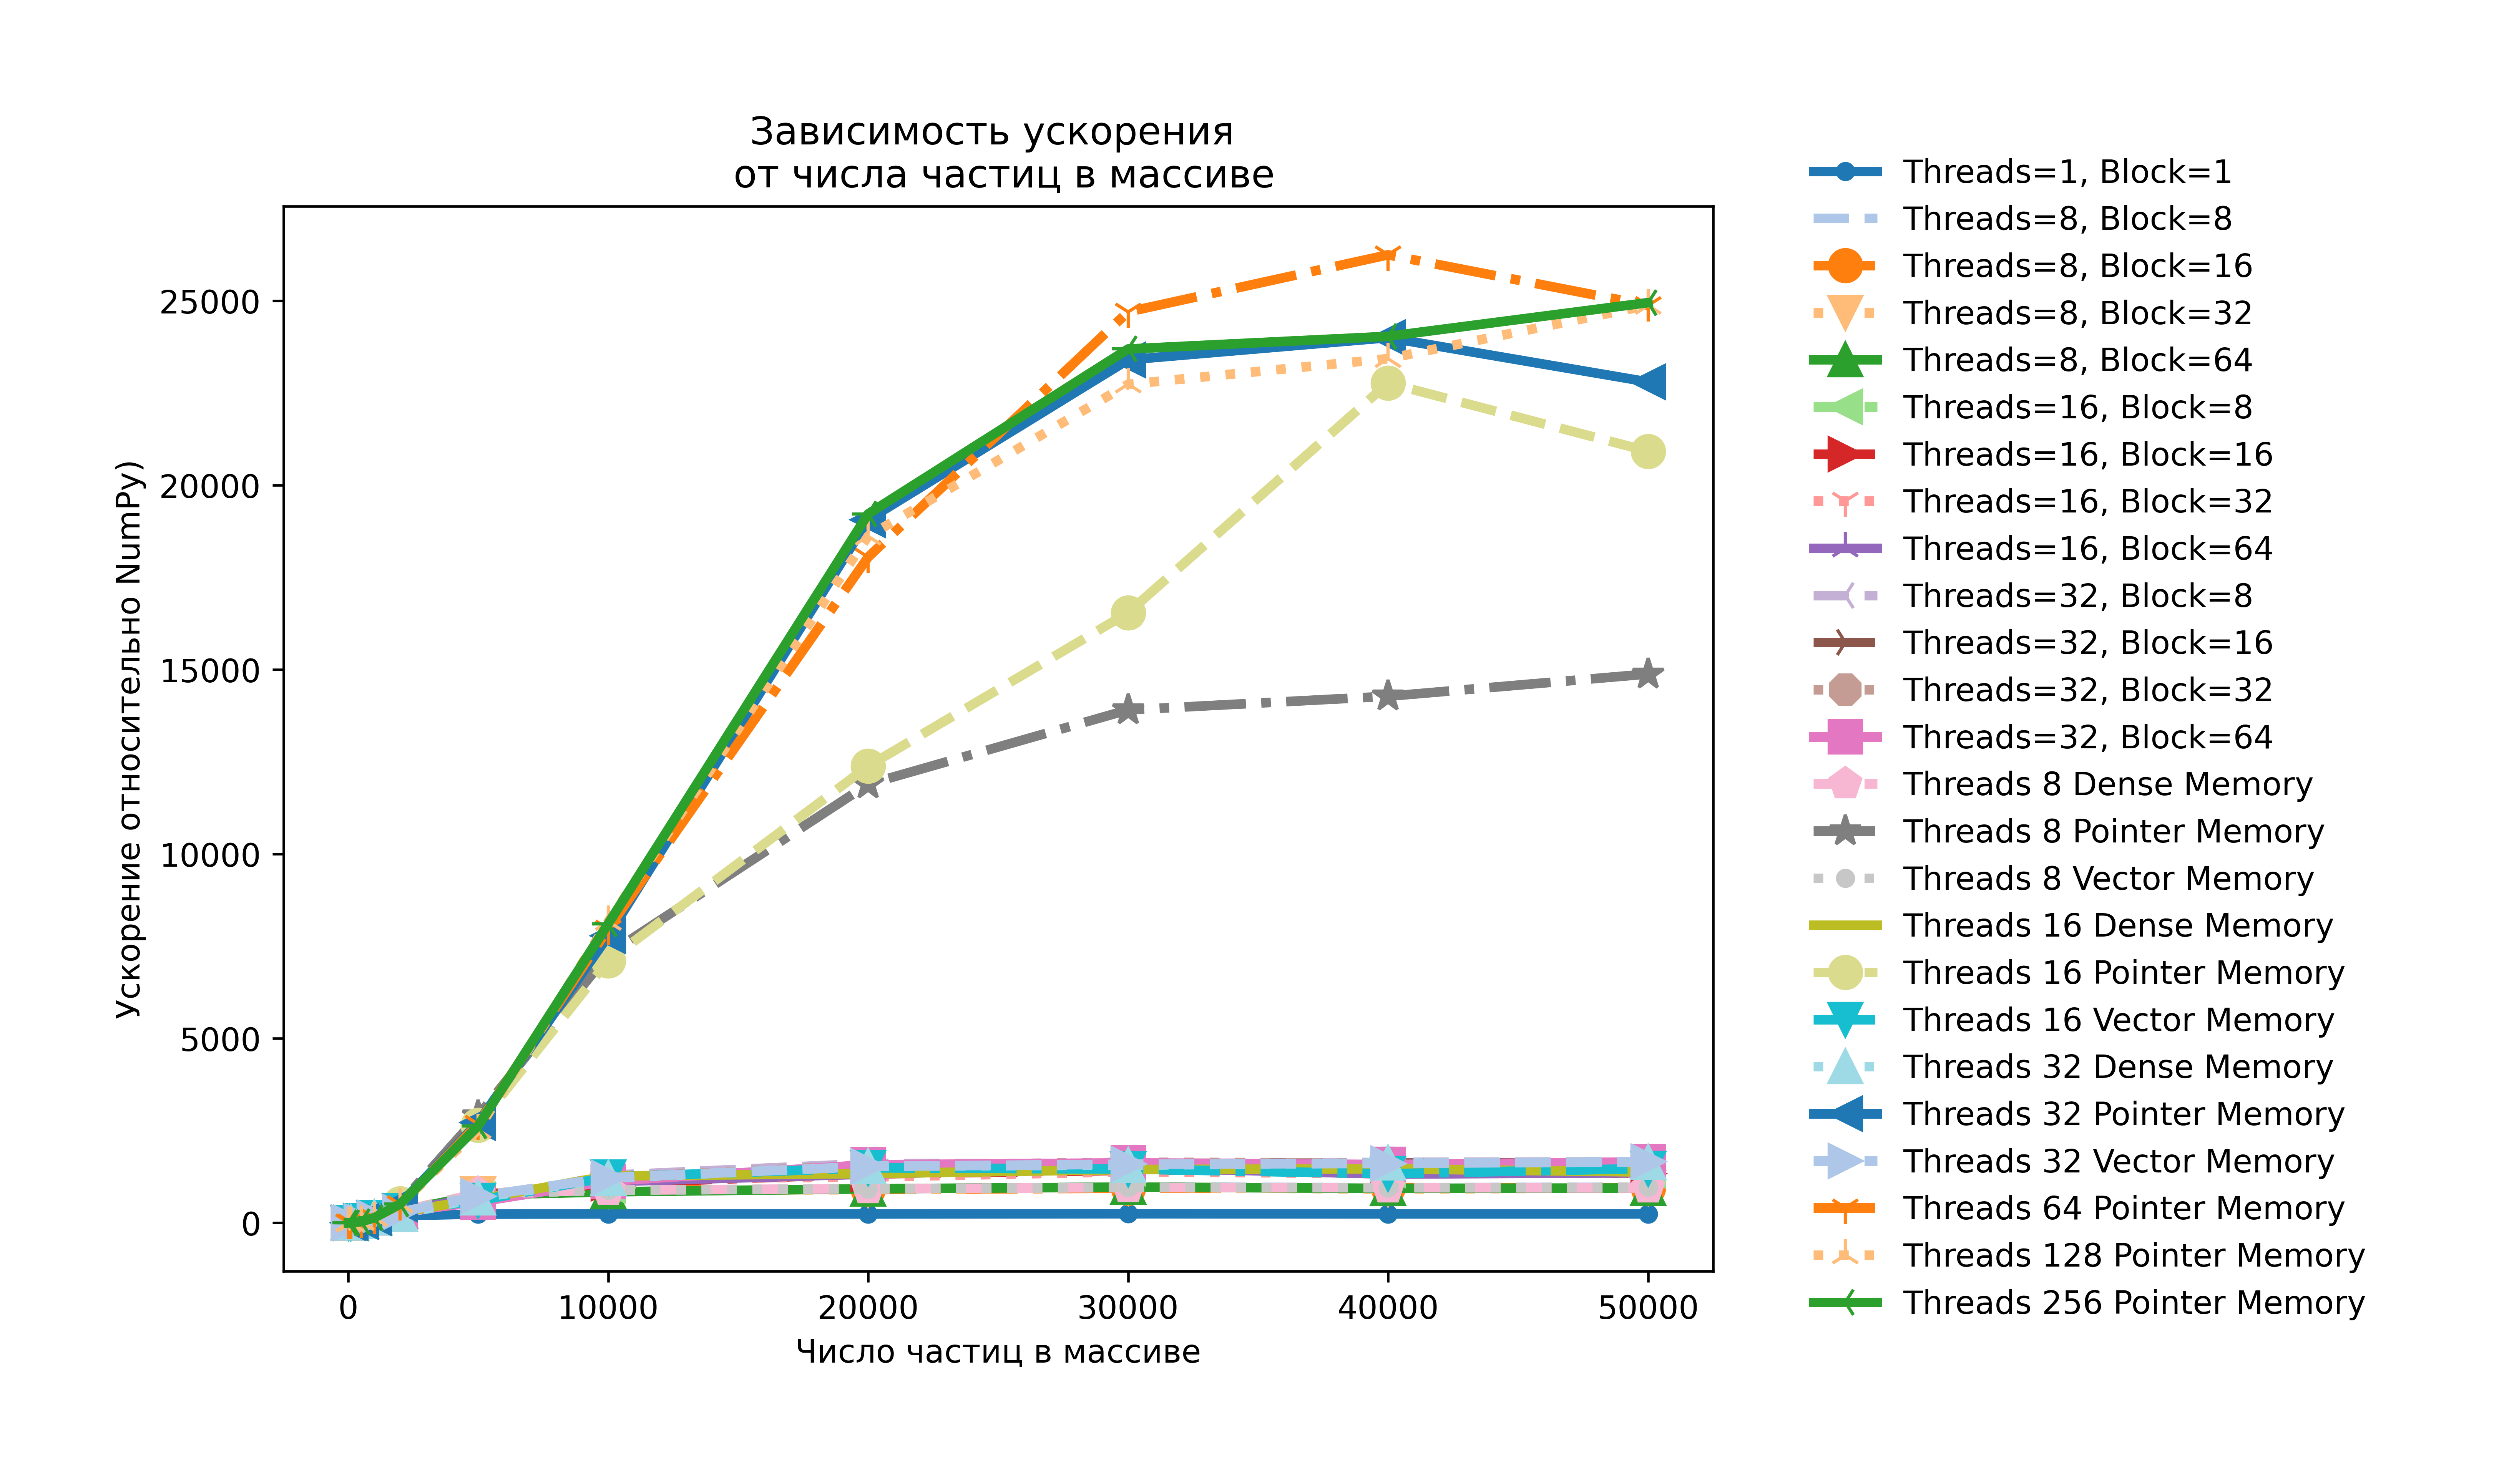 Зависимость ускорения
от числа частиц в массиве
Ускорение относительно NumPy)
25000
20000
15000
10000
5000
0
0
10000
20000
30000
40000
50000
Число частиц в массиве
Threads=1, Block=1
Threads=8, Block=8
Threads=8, Block=16
Threads=8, Block=32
Threads=8, Block=64
Threads=16, Block=8
Threads=16, Block=16
Threads=16, Block=32
Threads=16, Block=64
Threads=32, Block=8
Threads=32, Block=16
Threads=32, Block=32
Threads=32, Block=64
Threads 8 Dense Memory
Threads 8 Pointer Memory
Threads 8 Vector Memory
Threads 16 Dense Memory
Threads 16 Pointer Memory
Threads 16 Vector Memory
Threads 32 Dense Memory
Threads 32 Pointer Memory
Threads 32 Vector Memory
Threads 64 Pointer Memory
Threads 128 Pointer Memory
Threads 256 Pointer Memory